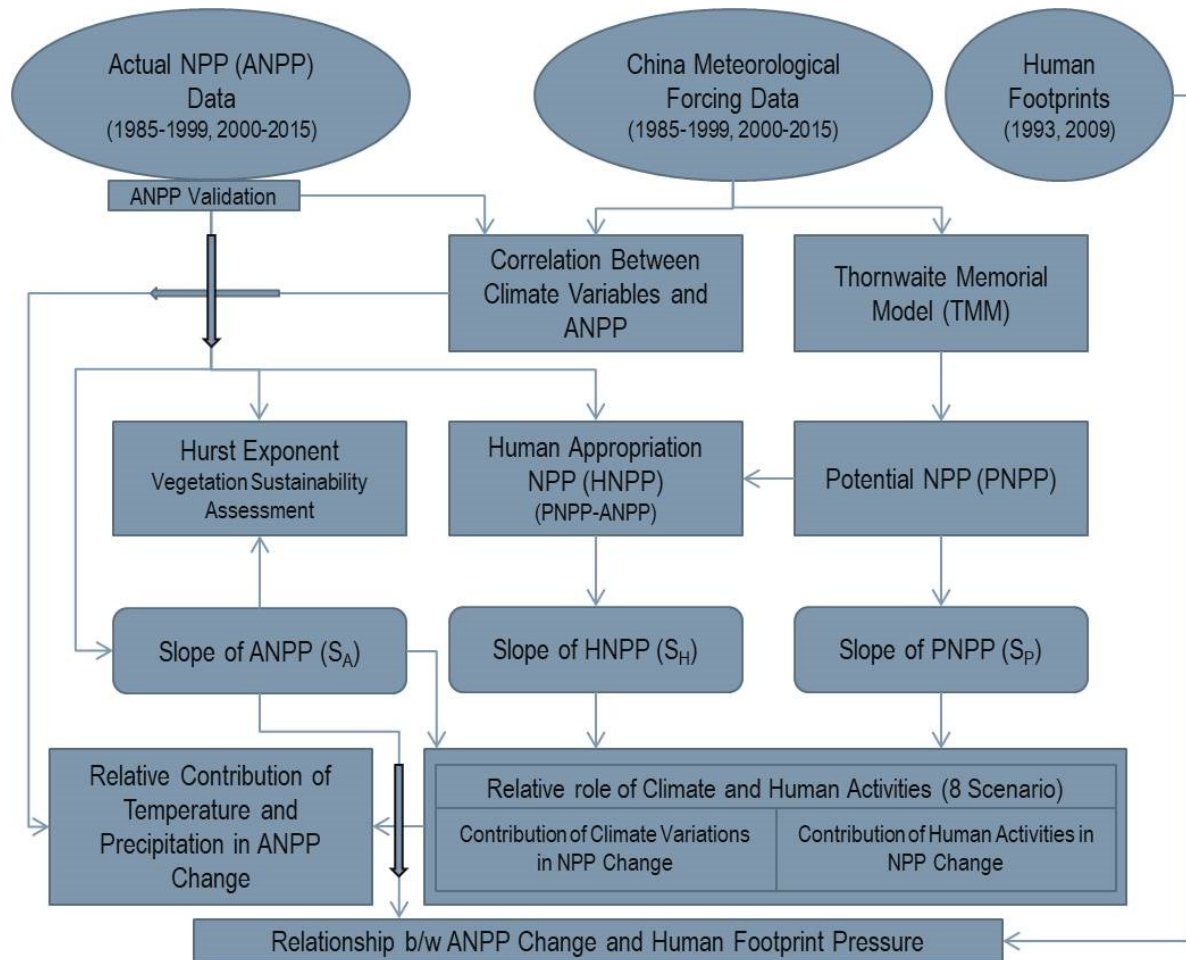 Actual NPP (ANPP)
Data
(1985-1999, 2000-2015)
China Meteorological
Forcing Data
(1985-1999, 2000-2015)
Human
Footprints
(1993, 2009)
ANPP Validation
Correlation Between
Climate Variables and
ANPP
Thornwaite Memorial
Model (TMM)
Hurst Exponent
Vegetation Sustainability
Assessment
Human Appropriation
NPP (HNPP)
(PNPP-ANPP)
Potential NPP (PNPP)
Slope of ANPP (S_A)
Slope of HNPP (S_H)
Slope of PNPP (S_P)
Relative Contribution of
Temperature and
Precipitation in ANPP
Change
Relative role of Climate and Human Activities (8 Scenario)
Contribution of Climate Variations
in NPP Change
Contribution of Human Activities in
NPP Change
Relationship b/w ANPP Change and Human Footprint Pressure